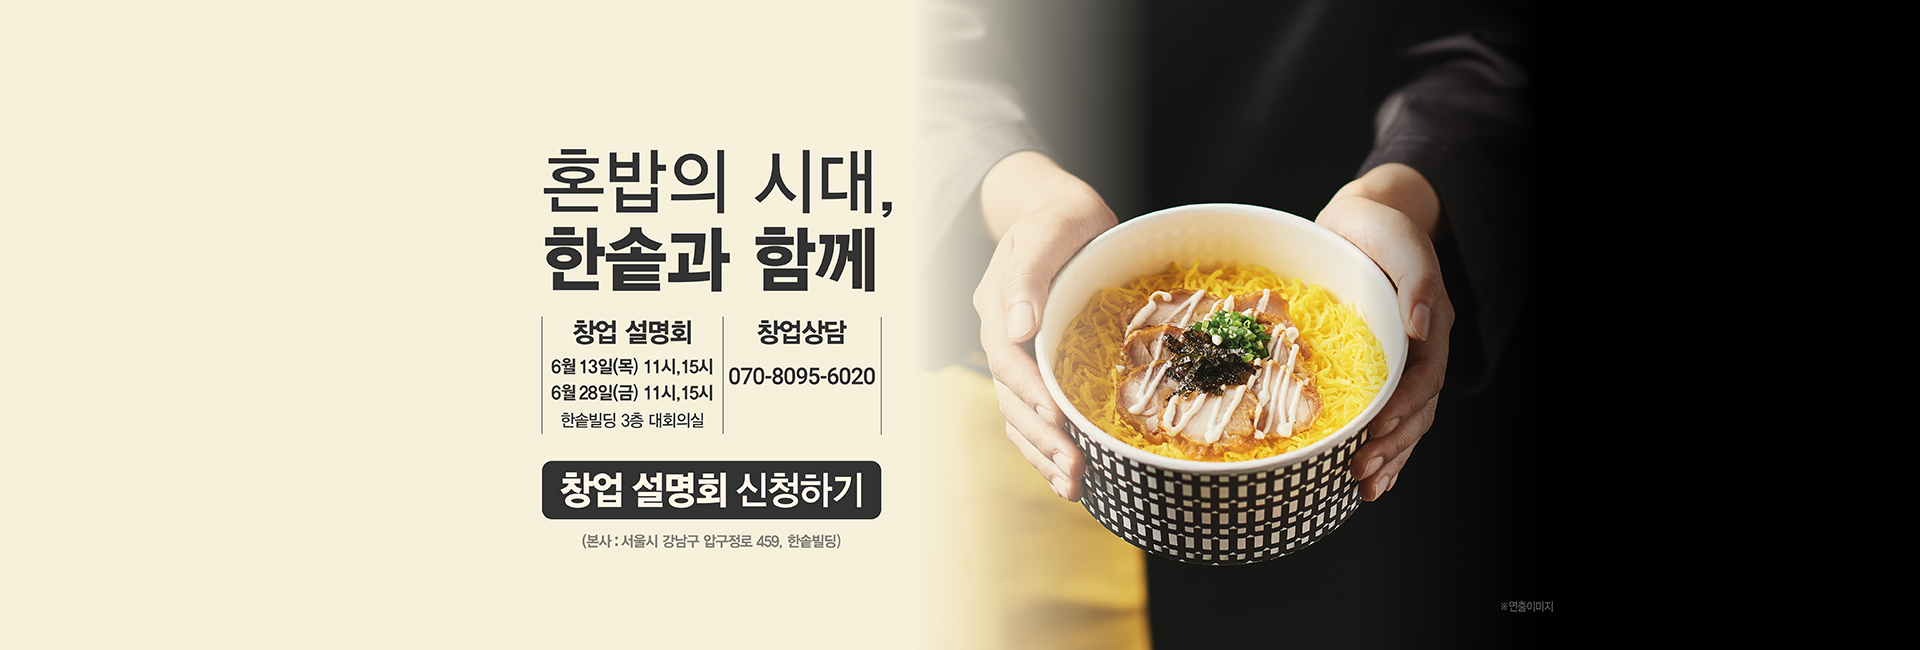 혼밥의 시대,
한솥과 함께
창업 설명회
6월 13일(목) 11시,15시
6월 28일(금) 11시,15시
한솥빌딩 3층 대회의실
창업상담
070-8095-6020
창업 설명회 신청하기
(본사 : 서울시 강남구 압구정로 459, 한솥빌딩)
※연출이미지